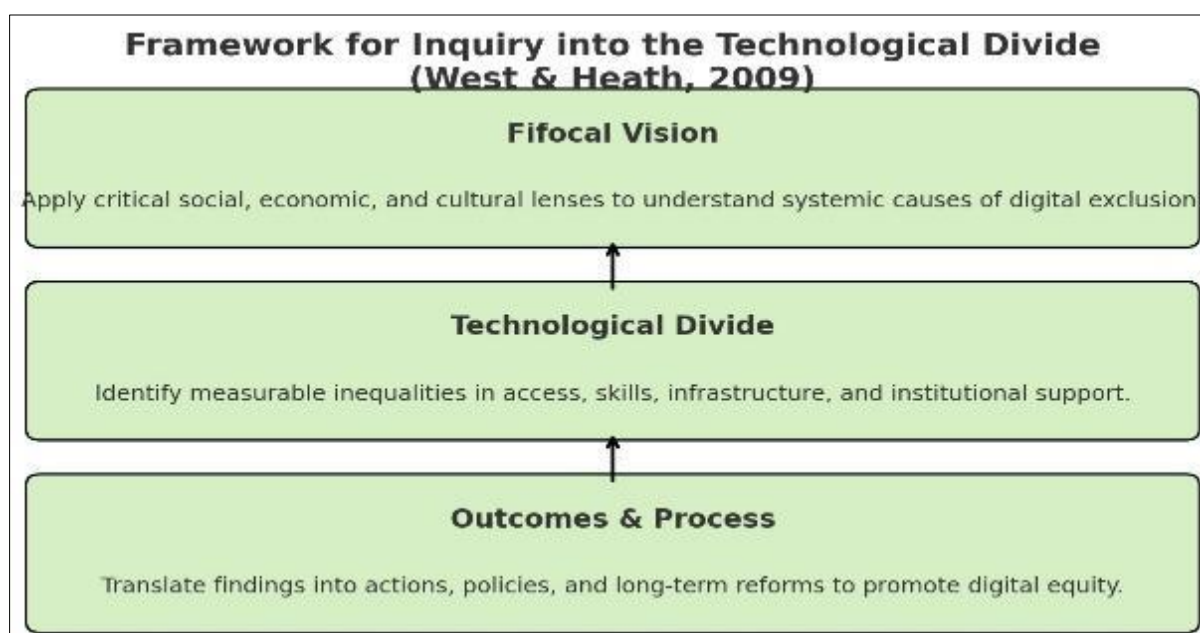 Framework for Inquiry into the Technological Divide
(West & Heath, 2009)
Fifocal Vision
Apply critical social, economic, and cultural lenses to understand systemic causes of digital exclusion
Technological Divide
Identify measurable inequalities in access, skills, infrastructure, and institutional support.
Outcomes & Process
Translate findings into actions, policies, and long-term reforms to promote digital equity.